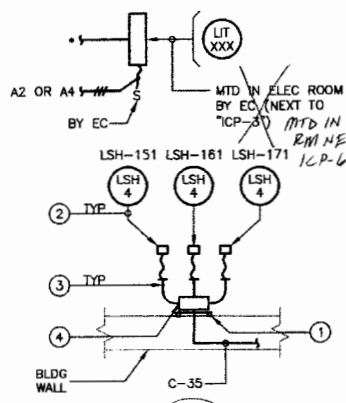 LIT
XXX
A2 OR A4
S
BY EC
MTD IN ELEC ROOM
BY EC (NEXT TO
"ICP-3")
MTD IN
RM NE
ICP-6
LSH-151 LSH-161 LSH-171
LSH
4
LSH
4
LSH
4
2 TYP
3 TYP
4
1
BLDG
WALL
C-35